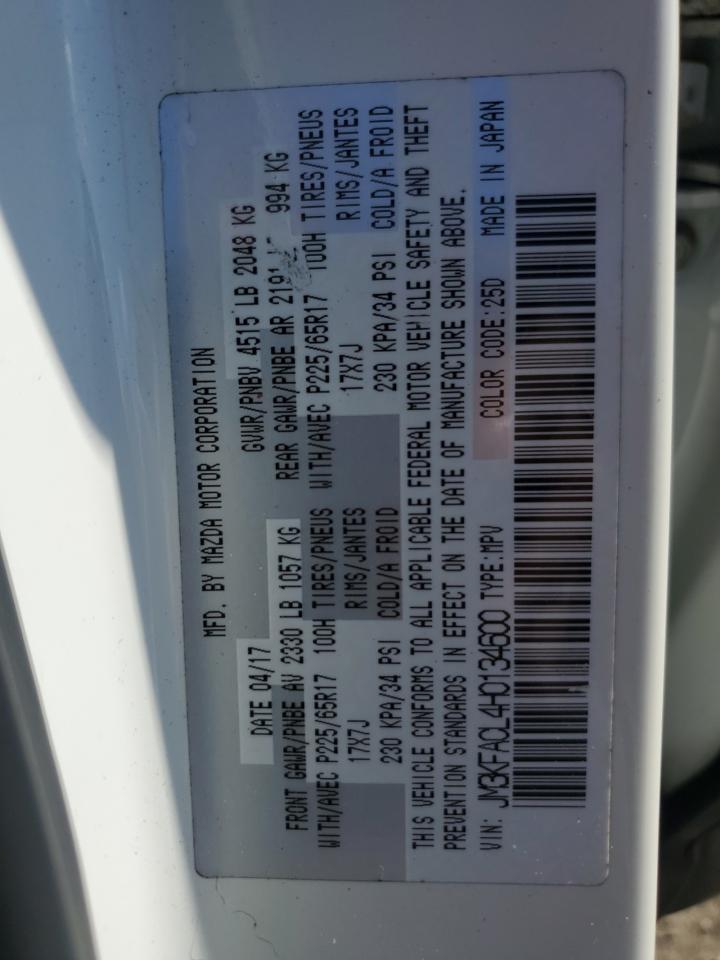 MFD. BY MAZDA MOTOR CORPORATION
DATE 04/17 GVWR/PNBV 4515 LB 2048 KG
FRONT GAWR/PNBE AV 2330 LB 1057 KG REAR GAWR/PNBE AR 2191 994 KG
WITH/AVEC P225/65R17 100H TIRES/PNEUS WITH/AVEC P225/65R17 100H TIRES/PNEUS
17X7J RIMS/JANTES 17X7J RIMS/JANTES
230 KPA/34 PSI COLD/A FROID 230 KPA/34 PSI COLD/A FROID
THIS VEHICLE CONFORMS TO ALL APPLICABLE FEDERAL MOTOR VEHICLE SAFETY AND THEFT
PREVENTION STANDARDS IN EFFECT ON THE DATE OF MANUFACTURE SHOWN ABOVE.
VIN: JM3KFACL4H0134600 TYPE:MPV COLOR CODE:25D MADE IN JAPAN